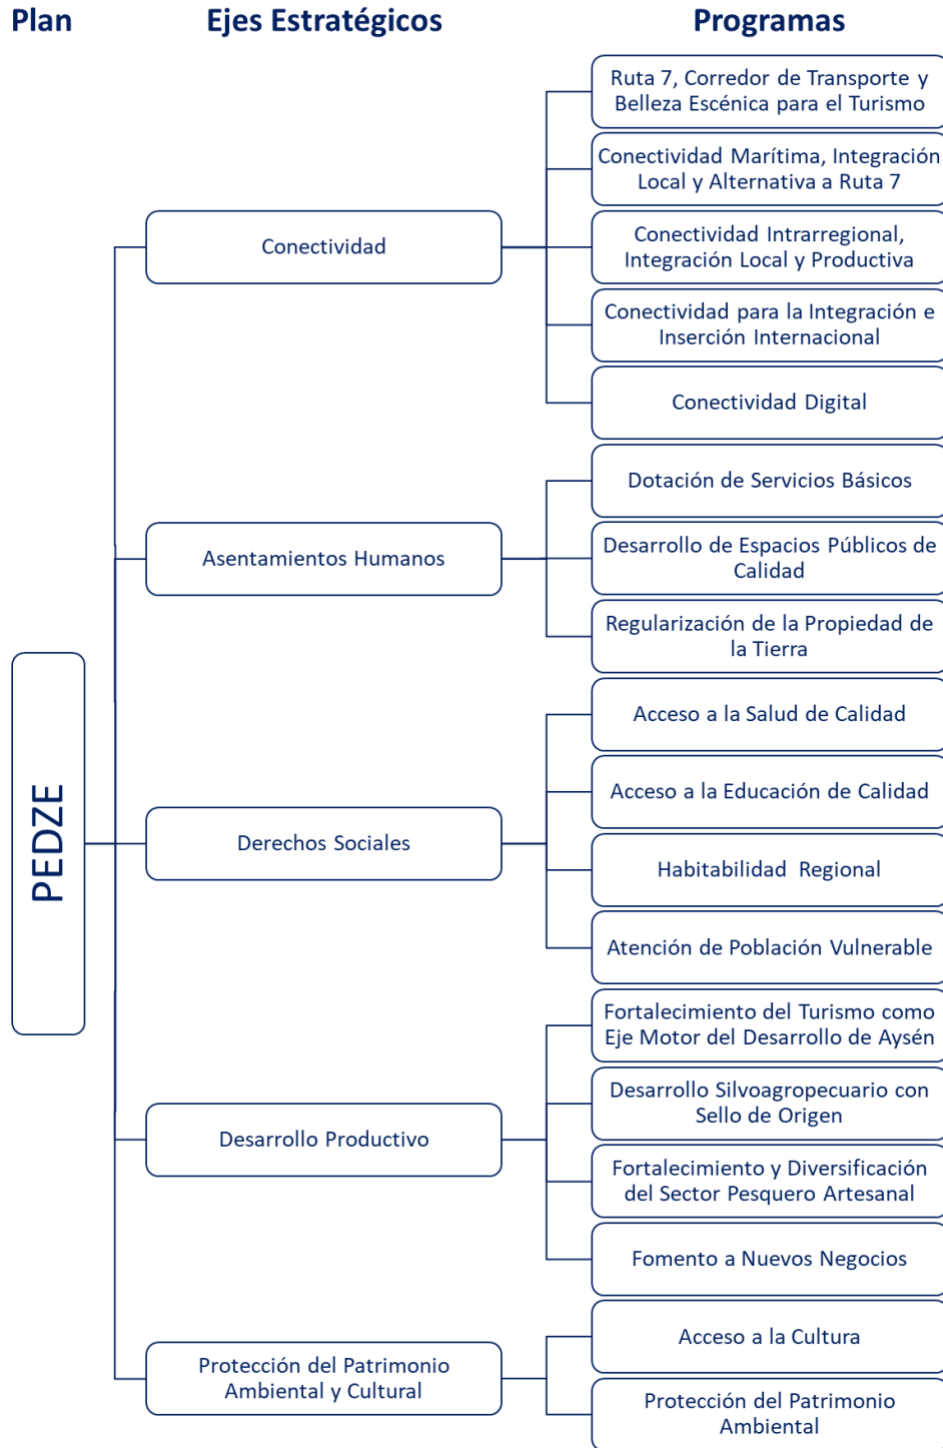 Plan
Ejes Estratégicos
Programas
PEDZE
Conectividad
Ruta 7, Corredor de Transporte y
Belleza Escénica para el Turismo
Conectividad Marítima, Integración
Local y Alternativa a Ruta 7
Conectividad Intrarregional,
Integración Local y Productiva
Conectividad para la Integración e
Inserción Internacional
Conectividad Digital
Asentamientos Humanos
Dotación de Servicios Básicos
Desarrollo de Espacios Públicos de
Calidad
Regularización de la Propiedad de
la Tierra
Derechos Sociales
Acceso a la Salud de Calidad
Acceso a la Educación de Calidad
Habitabilidad Regional
Atención de Población Vulnerable
Desarrollo Productivo
Fortalecimiento del Turismo como
Eje Motor del Desarrollo de Aysén
Desarrollo Silvoagropecuario con
Sello de Origen
Fortalecimiento y Diversificación
del Sector Pesquero Artesanal
Fomento a Nuevos Negocios
Protección del Patrimonio
Ambiental y Cultural
Acceso a la Cultura
Protección del Patrimonio
Ambiental